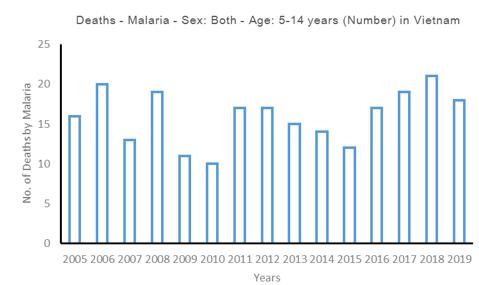 Deaths - Malaria - Sex: Both - Age: 5-14 years (Number) in Vietnam
25
20
15
10
5
0
No. of Deaths by Malaria
2005 2006 2007 2008 2009 2010 2011 2012 2013 2014 2015 2016 2017 2018 2019
Years